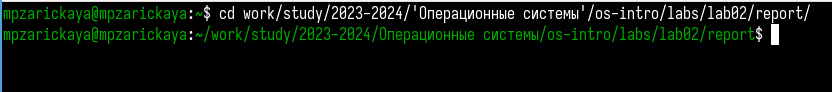 mpzarickaya@mpzarickaya:~$ cd work/study/2023-2024/'Операционные системы'/os-intro/labs/lab02/report/
mpzarickaya@mpzarickaya:~/work/study/2023-2024/Операционные системы/os-intro/labs/lab02/report$